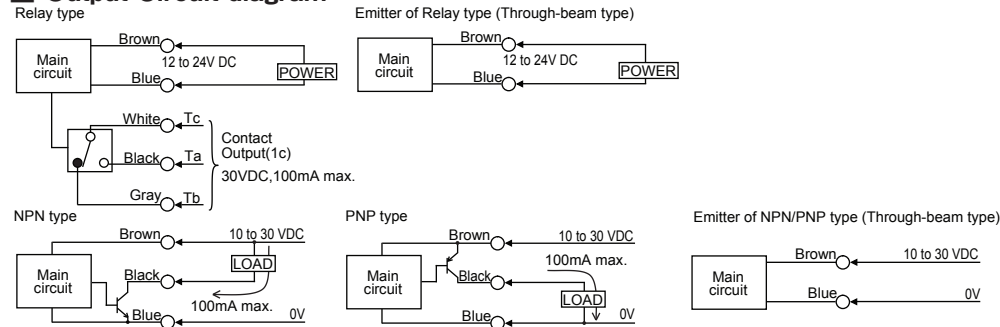 Output Circuit diagram
Relay type
Brown
12 to 24V DC
Main
circuit
POWER
Blue
White
Tc
Contact
Output(1c)
Black
Ta
30VDC,100mA max.
Gray
Tb
Emitter of Relay type (Through-beam type)
Brown
12 to 24V DC
Main
circuit
POWER
Blue
NPN type
Brown
10 to 30 VDC
LOAD
Main
circuit
Black
100mA max.
Blue
0V
PNP type
Brown
10 to 30 VDC
100mA max.
Main
circuit
Black
LOAD
Blue
0V
Emitter of NPN/PNP type (Through-beam type)
Brown
10 to 30 VDC
Main
circuit
Blue
0V